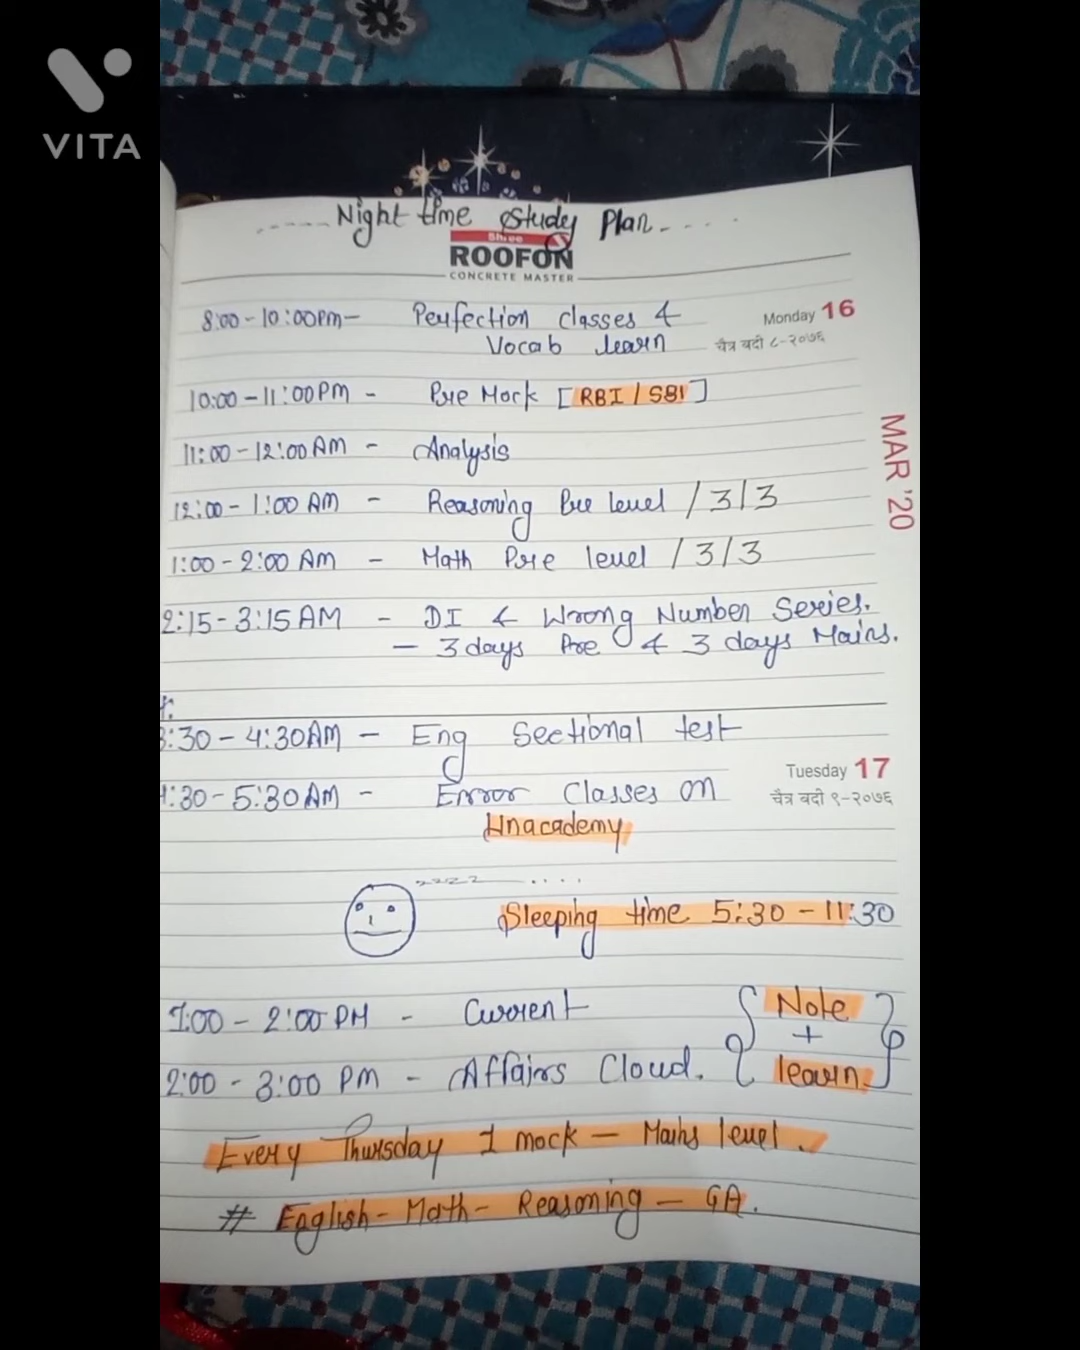 VITA
Night time Study Plan
Shree
ROOFON
CONCRETE MASTER
8:00-10:00PM- Perfection classes &
Vocab learn
Monday 16
चैत्र वदी ८-२०७६
10:00-11:00PM - Pre Mock [RBI / SBI]
11:00-12:00AM - Analysis
MAR '20
12:00-1:00 AM - Reasoning Pre level /3/3
1:00-2:00 AM - Math Pre level /3/3
2:15-3:15AM - DI & Wrong Number Series.
- 3 days Pre & 3 days Mains.
3:30-4:30AM - Eng Sectional test
Tuesday 17
चैत्र वदी ९-२०७६
4:30-5:30AM - Error Classes on
Unacademy
zzzz ....
Sleeping time 5:30-11:30
1:00-2:00 PM - Current
2:00-3:00 PM - Affairs Cloud.
{Note
+
learn}
Every Thursday 1 mock - Mains level.
# English- Math- Reasoning - GA.